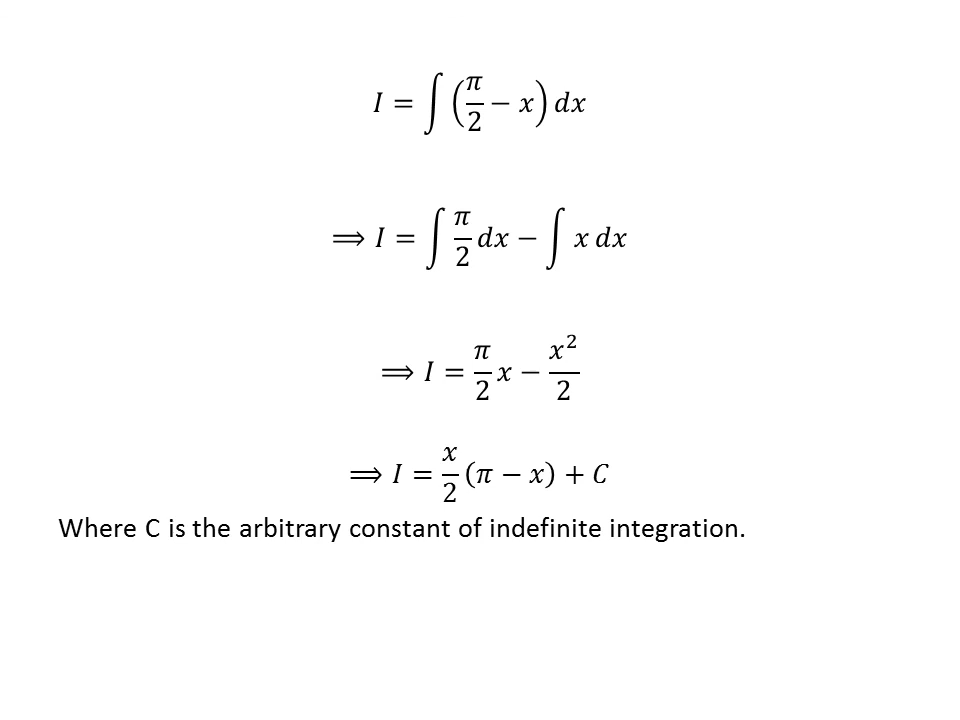 I = ∫ (π/2 − x) dx
⟹ I = ∫ π/2 dx − ∫ x dx
⟹ I = π/2 x − x²/2
⟹ I = x/2 (π − x) + C
Where C is the arbitrary constant of indefinite integration.